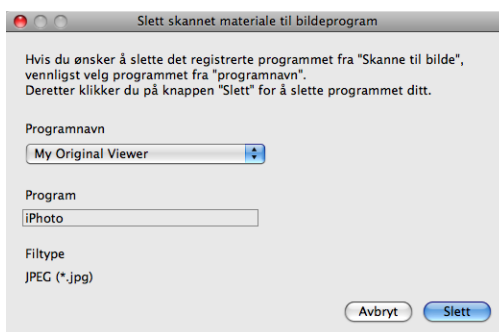 Slett skannet materiale til bildeprogram
Hvis du ønsker å slette det registrerte programmet fra "Skanne til bilde",
vennligst velg programmet fra "programnavn".
Deretter klikker du på knappen "Slett" for å slette programmet ditt.
Programnavn
My Original Viewer
Program
iPhoto
Filtype
JPEG (*.jpg)
Avbryt
Slett